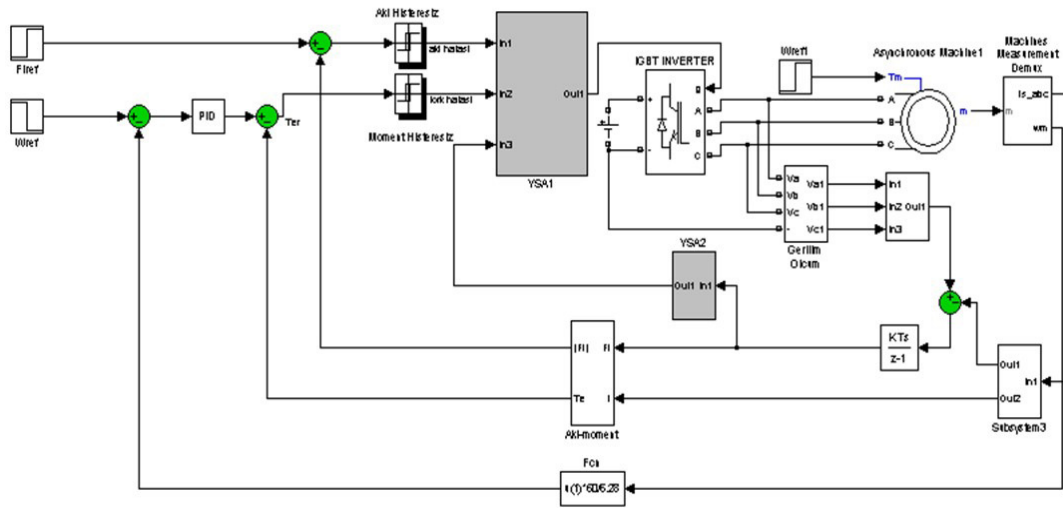 Akı Histeresiz
akı hatası
FIref
Wref
PID
Ter
tork hatası
Moment Histeresiz
In1
In2
In3
Out1
YSA1
IGBT INVERTER
+
-
g
A
B
C
Wref1
Asynchronous Machine1
Tm
A
B
C
m
Machines
Measurement
Demux
m
is_abc
wm
Va
Vb
Vc
-
Va1
Vb1
Vc1
Gerilim
Olcum
In1
In2
In3
Out1
YSA2
Out1
In1
KTs
z-1
|FI|
FI
Te
I
Akı-moment
Out1
Out2
In1
Subsystem3
Fcn
u(1)*60/6.28